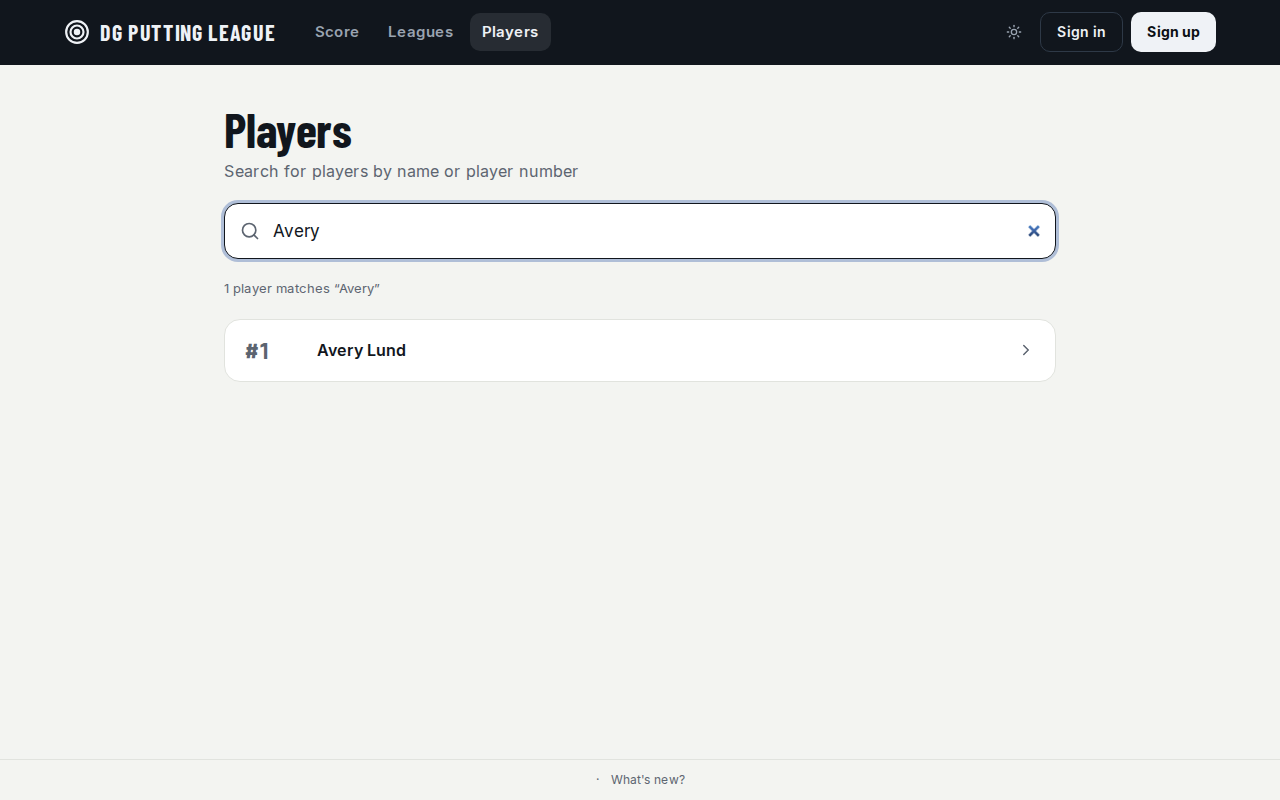 DG PUTTING LEAGUE Score Leagues Players Sign in Sign up
Players
Search for players by name or player number
Avery
1 player matches “Avery”
#1 Avery Lund
· What's new?